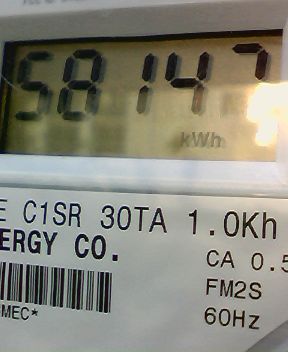 58147
kWh
E C1SR 30TA 1.0Kh
ERGY CO.
CA 0.5
FM2S
MEC*
60Hz